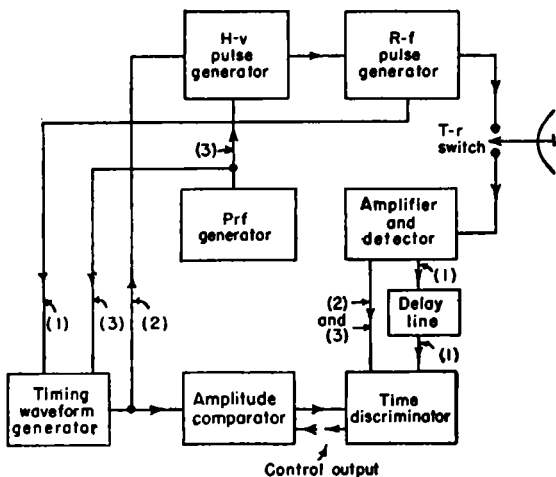 H-v
pulse
generator
R-f
pulse
generator
T-r
switch
(3)
Prf
generator
Amplifier
and
detector
(1)
(2)
and
(3)
Delay
line
(1)
(1)
(3)
(2)
Timing
waveform
generator
Amplitude
comparator
Time
discriminator
Control output